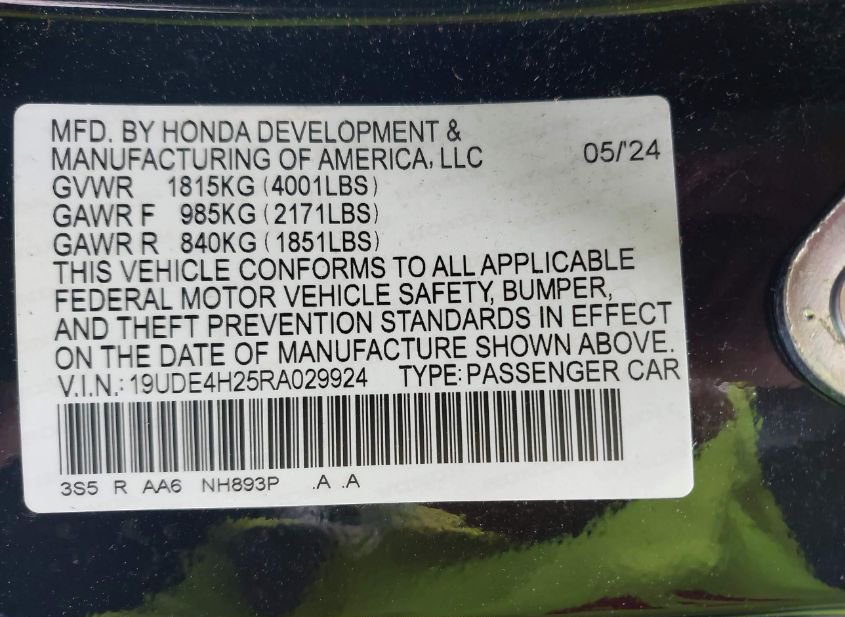 MFD. BY HONDA DEVELOPMENT &
MANUFACTURING OF AMERICA, LLC 05/'24
GVWR 1815KG (4001LBS)
GAWR F 985KG (2171LBS)
GAWR R 840KG (1851LBS)
THIS VEHICLE CONFORMS TO ALL APPLICABLE
FEDERAL MOTOR VEHICLE SAFETY, BUMPER,
AND THEFT PREVENTION STANDARDS IN EFFECT
ON THE DATE OF MANUFACTURE SHOWN ABOVE.
V.I.N.: 19UDE4H25RA029924 TYPE: PASSENGER CAR
3S5 R AA6 NH893P .A .A